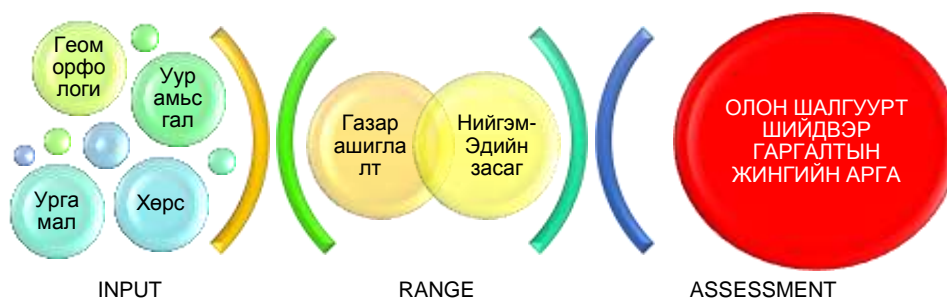 Геом
орфо
логи
Уур
амьс
гал
Урга
мал
Хөрс
Газар
ашигла
лт
Нийгэм-
Эдийн
засаг
ОЛОН ШАЛГУУРТ
ШИЙДВЭР
ГАРГАЛТЫН
ЖИНГИЙН АРГА
INPUT
RANGE
ASSESSMENT